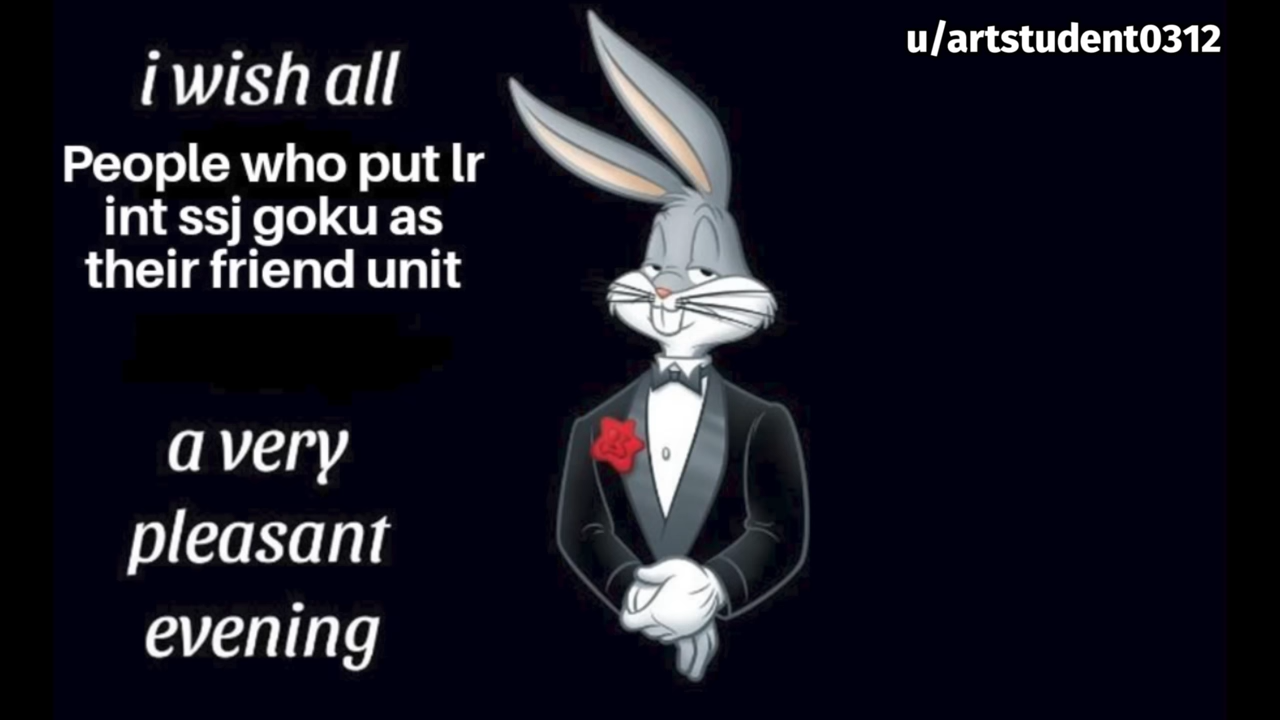 i wish all
People who put lr
int ssj goku as
their friend unit
a very
pleasant
evening
u/artstudent0312